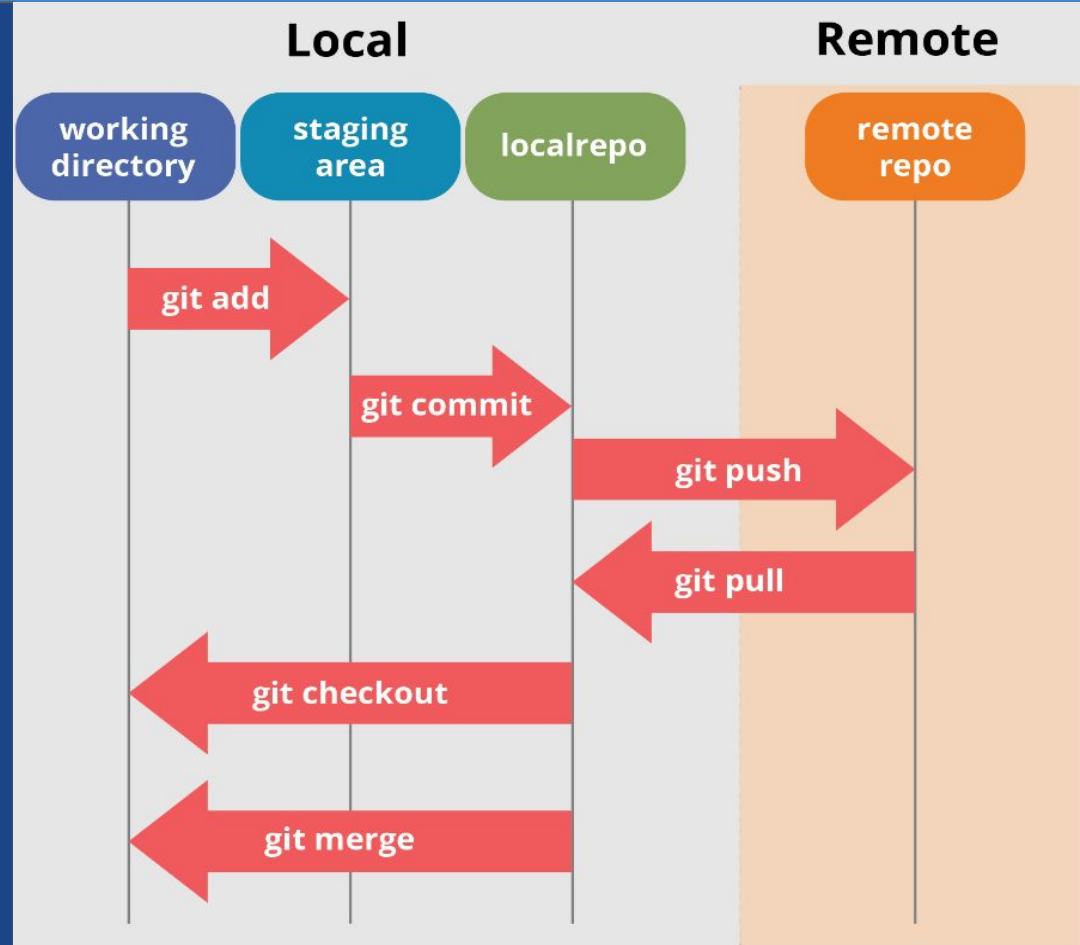 Local
Remote
working
directory
staging
area
localrepo
remote
repo
git add
git commit
git push
git pull
git checkout
git merge